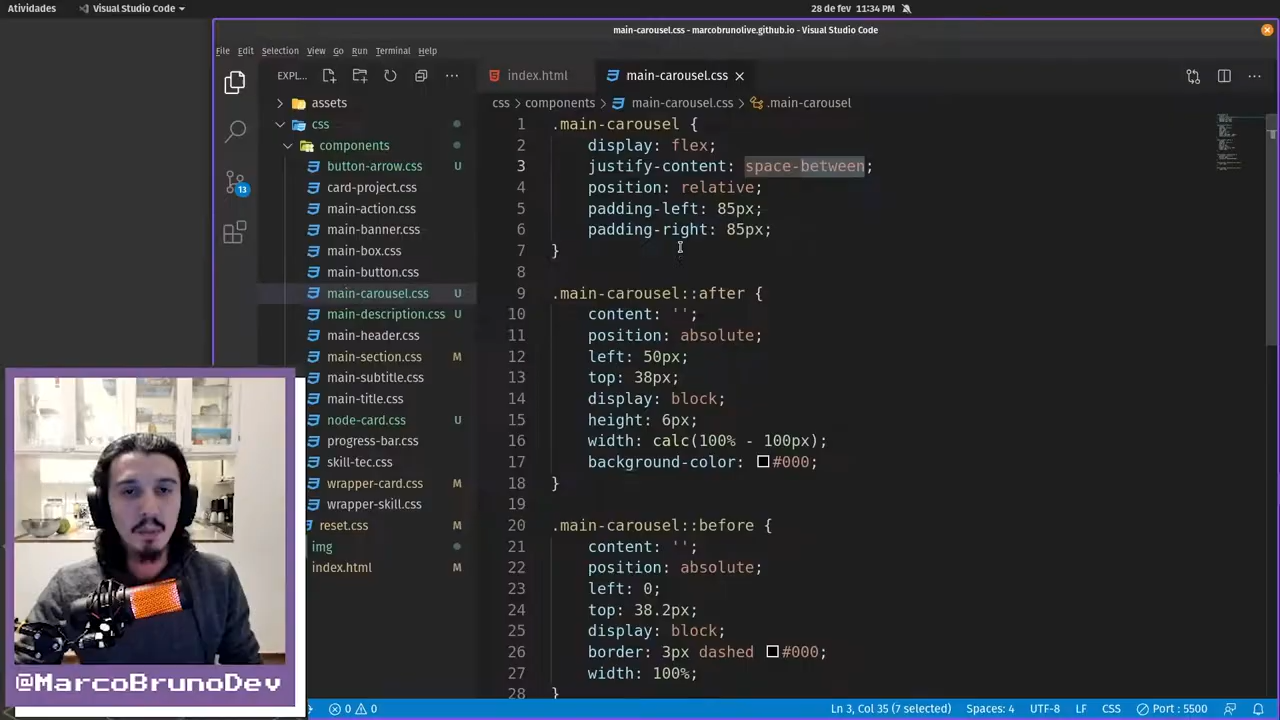 Atividades
Visual Studio Code
28 de fev 11:34 PM
main-carousel.css - marcobrunolive.github.io - Visual Studio Code
File Edit Selection View Go Run Terminal Help
EXPL... ...
index.html
main-carousel.css
css > components > main-carousel.css > .main-carousel
assets
css
components
button-arrow.css U
card-project.css
main-action.css
main-banner.css
main-box.css
main-button.css
main-carousel.css U
main-description.css U
main-header.css
main-section.css M
main-subtitle.css
main-title.css
node-card.css U
progress-bar.css
skill-tec.css
wrapper-card.css M
wrapper-skill.css
reset.css M
img
index.html M
13
1 .main-carousel {
2 display: flex;
3 justify-content: space-between;
4 position: relative;
5 padding-left: 85px;
6 padding-right: 85px;
7 }
8
9 .main-carousel::after {
10 content: '';
11 position: absolute;
12 left: 50px;
13 top: 38px;
14 display: block;
15 height: 6px;
16 width: calc(100% - 100px);
17 background-color: #000;
18 }
19
20 .main-carousel::before {
21 content: '';
22 position: absolute;
23 left: 0;
24 top: 38.2px;
25 display: block;
26 border: 3px dashed #000;
27 width: 100%;
28 }
@MarcoBrunoDev
0 0
Ln 3, Col 35 (7 selected) Spaces: 4 UTF-8 LF CSS Port : 5500